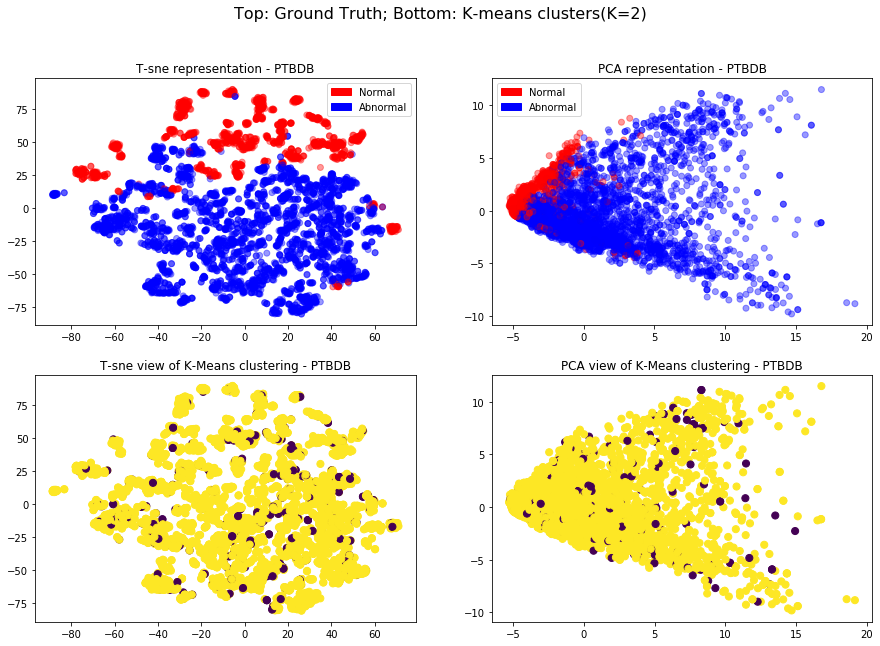 Top: Ground Truth; Bottom: K-means clusters(K=2)
T-sne representation - PTBDB
PCA representation - PTBDB
Normal
Abnormal
Normal
Abnormal
75
50
25
0
−25
−50
−75
−80 −60 −40 −20 0 20 40 60
10
5
0
−5
−10
−5 0 5 10 15 20
T-sne view of K-Means clustering - PTBDB
PCA view of K-Means clustering - PTBDB
75
50
25
0
−25
−50
−75
−80 −60 −40 −20 0 20 40 60
10
5
0
−5
−10
−5 0 5 10 15 20